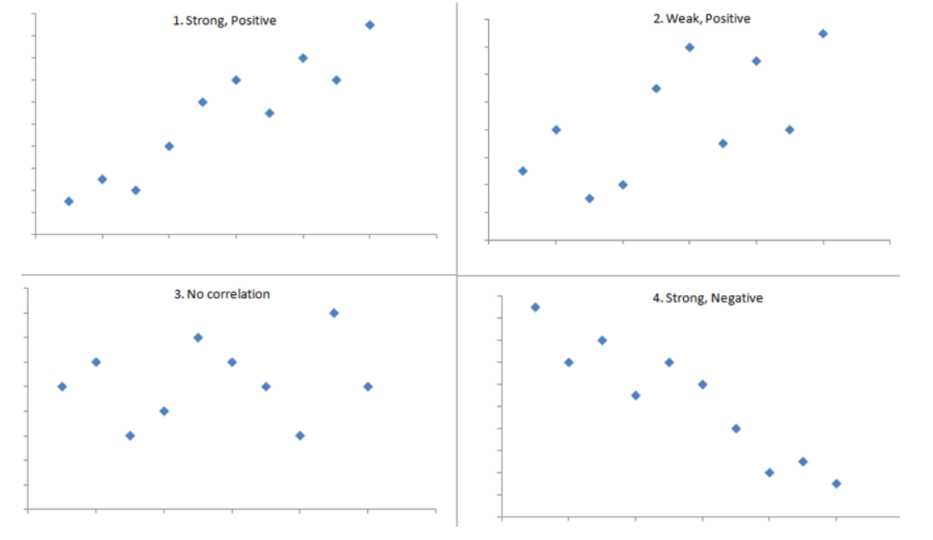 1. Strong, Positive
2. Weak, Positive
3. No correlation
4. Strong, Negative